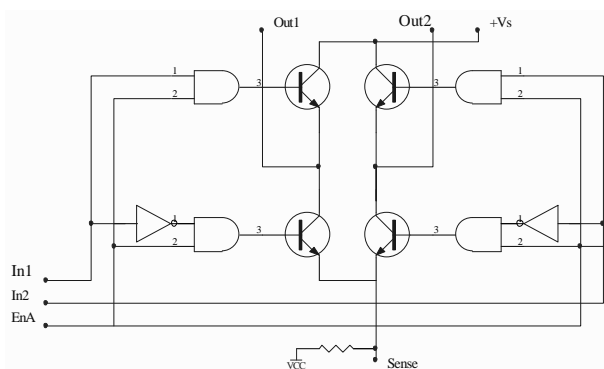 Out1 Out2 +Vs
1 1
3 3
2 2
1 1
3 3
2 2
In1
In2
EnA
VCC Sense